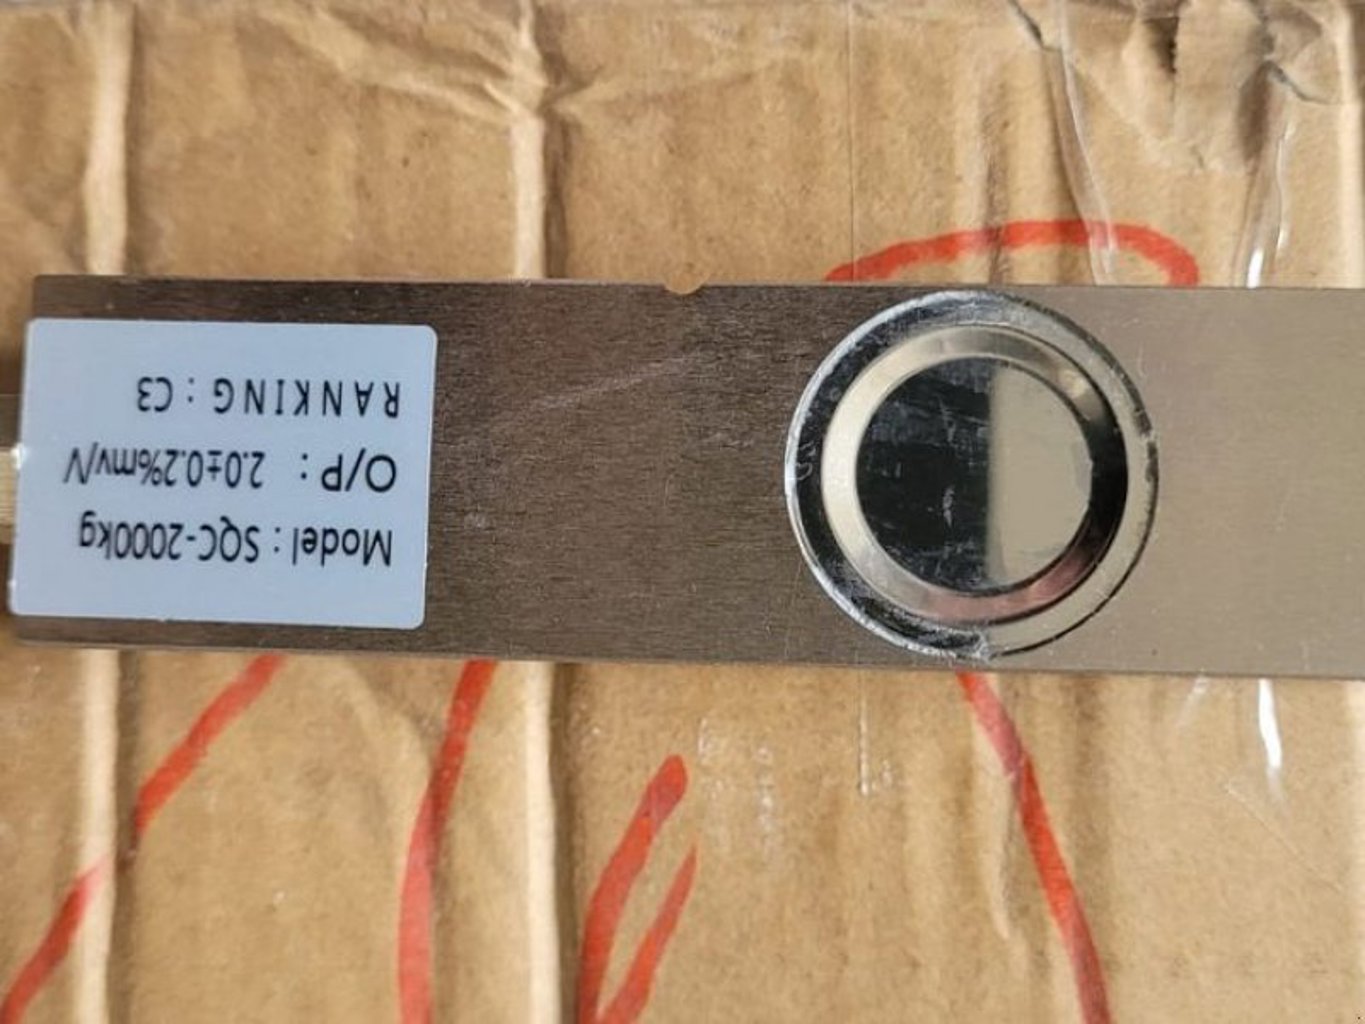 Model : SQC-2000kg
O/P : 2.0±0.2%mv/V
RANKING : C3